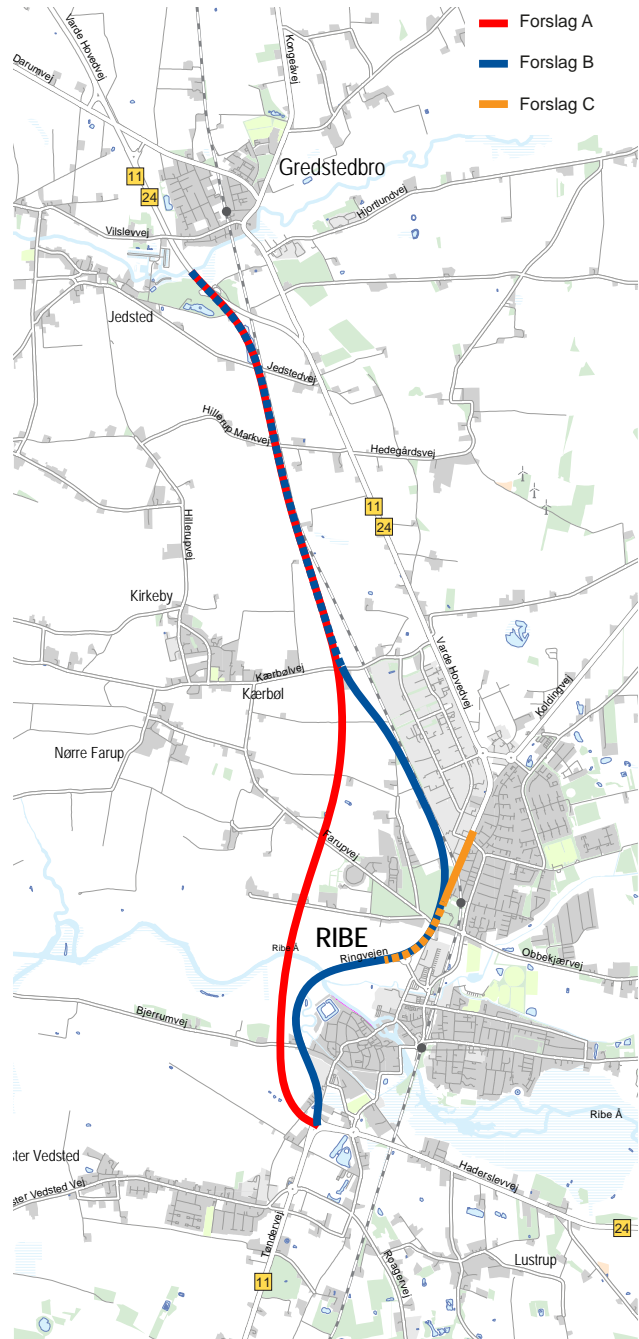 Forslag A
Forslag B
Forslag C
Varde Hovedvej
Darumvej
Kongeåvej
Gredstedbro
11
24
Hjortlundvej
Vilslevvej
Jedsted
Jedstedvej
Hillerup Markvej
Hedegårdsvej
11
24
Hillerupvej
Kirkeby
Kærbølvej
Kærbøl
Varde Hovedvej
Koldingvej
Nørre Farup
Farupvej
RIBE
Ribe Å
Ringvejen
Obbekjærvej
Bjerrumvej
Ribe Å
ster Vedsted
ster Vedsted Vej
Haderslevvej
24
Tøndervej
Roagervej
Lustrup
11